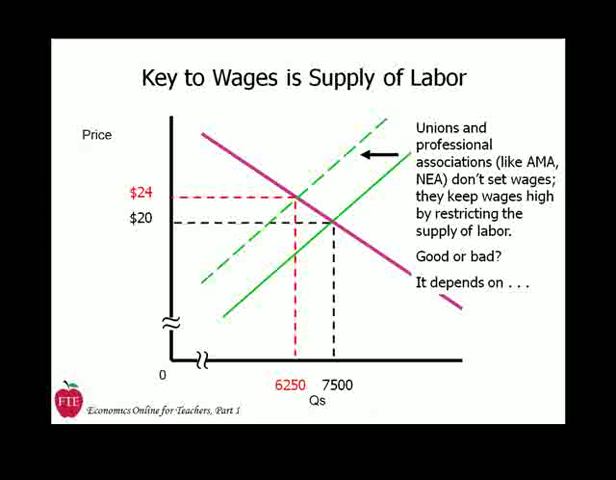 Key to Wages is Supply of Labor
Price
Unions and
professional
associations (like AMA,
NEA) don't set wages;
they keep wages high
by restricting the
supply of labor.
Good or bad?
It depends on . . .
$24
$20
0
6250 7500
Qs
FTE
Economics Online for Teachers, Part 1